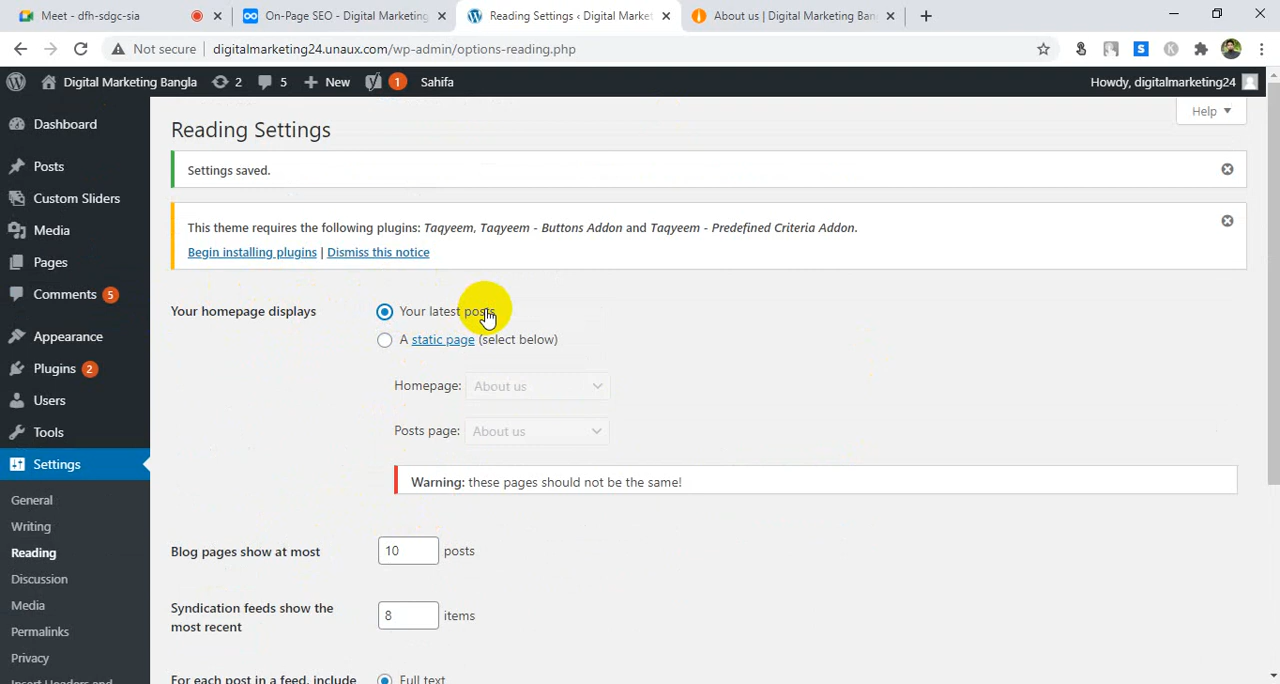 Meet - dfh-sdgc-sia
On-Page SEO - Digital Marketing
Reading Settings ‹ Digital Market
About us | Digital Marketing Ban
Not secure
digitalmarketing24.unaux.com/wp-admin/options-reading.php
Digital Marketing Bangla
2
5
New
1
Sahifa
Howdy, digitalmarketing24
Help
Dashboard
Posts
Custom Sliders
Media
Pages
Comments 5
Appearance
Plugins 2
Users
Tools
Settings
General
Writing
Reading
Discussion
Media
Permalinks
Privacy
Insert Headers and
Reading Settings
Settings saved.
This theme requires the following plugins: Taqyeem, Taqyeem - Buttons Addon and Taqyeem - Predefined Criteria Addon.
Begin installing plugins | Dismiss this notice
Your homepage displays
Your latest posts
A static page (select below)
Homepage: About us
Posts page: About us
Warning: these pages should not be the same!
Blog pages show at most
10 posts
Syndication feeds show the
most recent
8 items
For each post in a feed, include
Full text